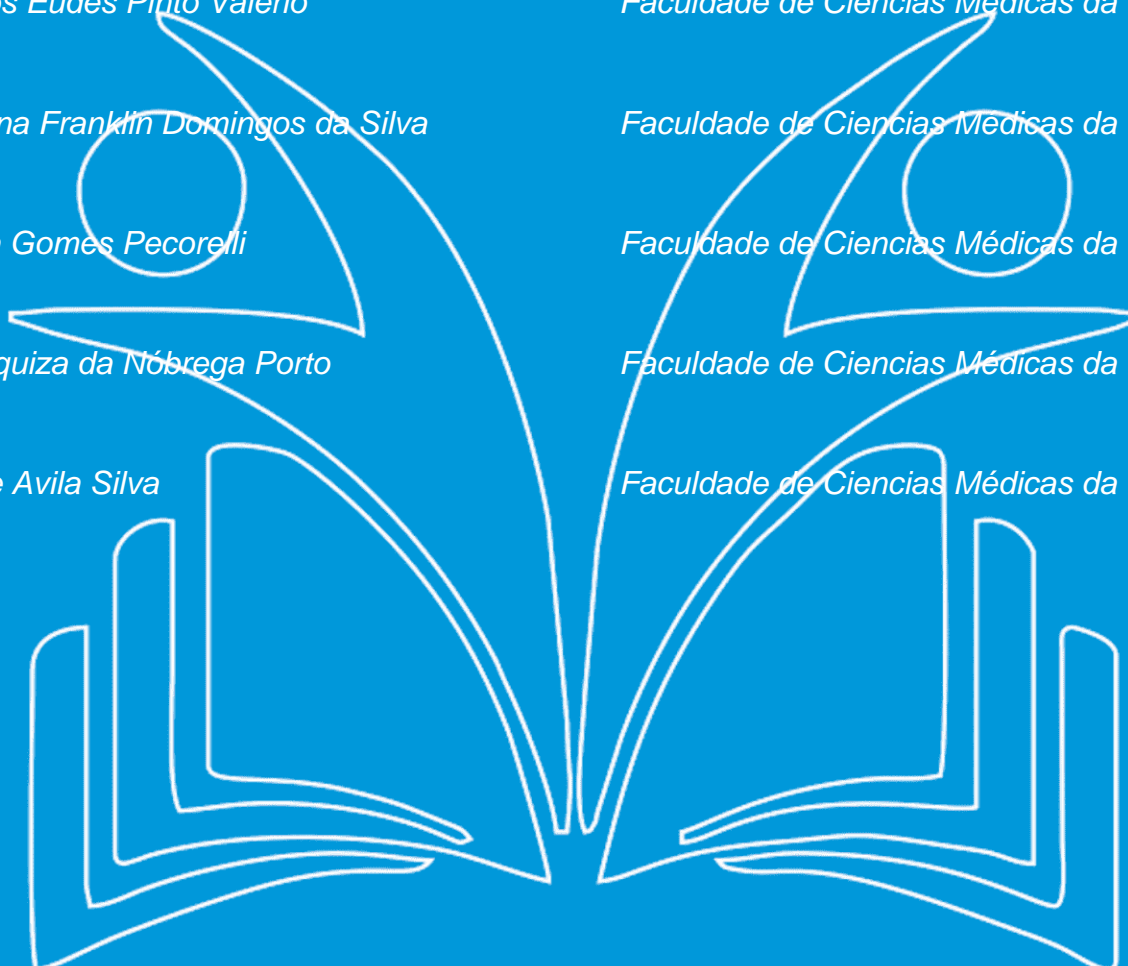 s Eudes Pinto Valerio Faculdade de Ciencias Médicas da
na Franklin Domingos da Silva Faculdade de Ciencias Médicas da
Gomes Pecorelli Faculdade de Ciencias Médicas da
quiza da Nóbrega Porto Faculdade de Ciencias Médicas da
e Avila Silva Faculdade de Ciencias Médicas da